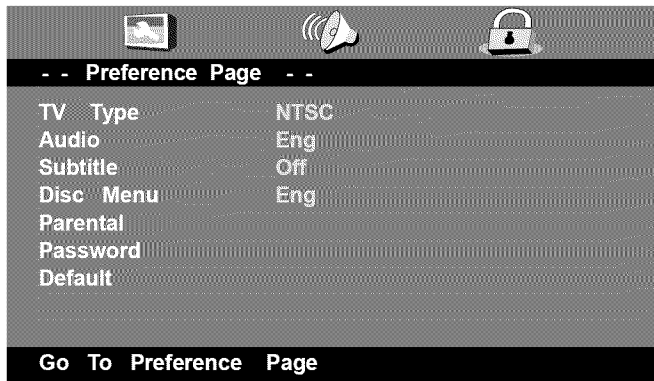 - - Preference Page - -
TV Type NTSC
Audio Eng
Subtitle Off
Disc Menu Eng
Parental
Password
Default
Go To Preference Page